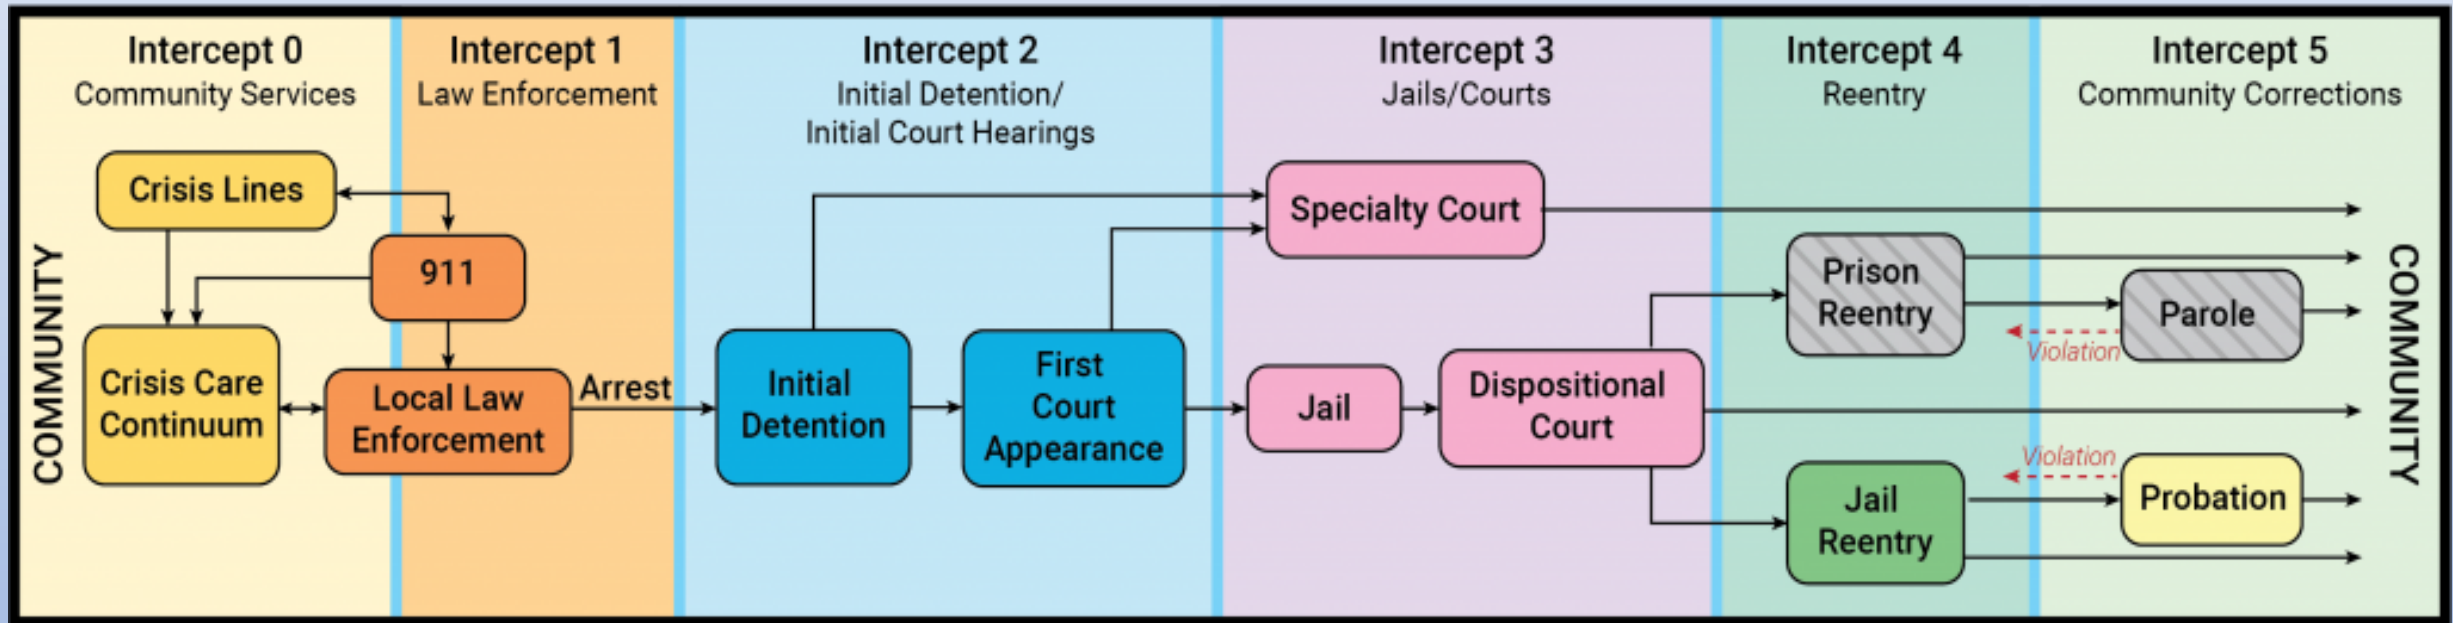 Intercept 0
Community Services
Intercept 1
Law Enforcement
Intercept 2
Initial Detention/
Initial Court Hearings
Intercept 3
Jails/Courts
Intercept 4
Reentry
Intercept 5
Community Corrections
COMMUNITY
Crisis Lines
911
Crisis Care
Continuum
Local Law
Enforcement
Arrest
Initial
Detention
First
Court
Appearance
Specialty Court
Jail
Dispositional
Court
Prison
Reentry
Parole
Violation
Violation
Jail
Reentry
Probation
COMMUNITY